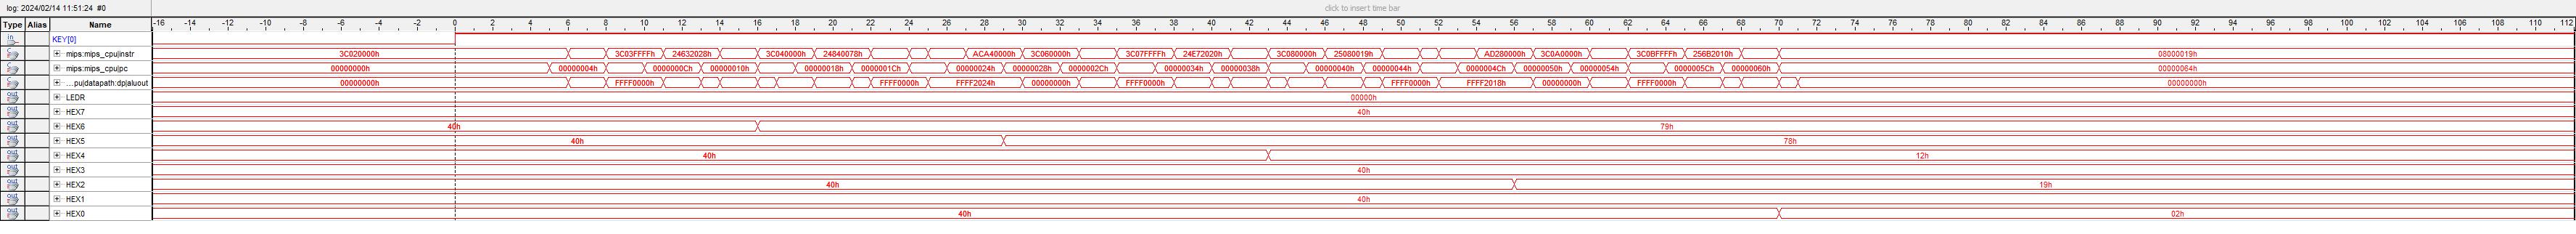 log: 2024/02/14 11:51:24 #0
click to insert time bar
Type Alias Name -16 -14 -12 -10 -8 -6 -4 -2 0 2 4 6 8 10 12 14 16 18 20 22 24 26 28 30 32 34 36 38 40 42 44 46 48 50 52 54 56 58 60 62 64 66 68 70 72 74 76 78 80 82 84 86 88 90 92 94 96 98 100 102 104 106 108 110 112
in KEY[0]
mips:mips_cpu|instr 3C020000h 3C03FFFFh 24632028h 3C040000h 24840078h ACA40000h 3C060000h 3C07FFFFh 24E72020h 3C080000h 25080019h AD280000h 3C0A0000h 3C0BFFFFh 256B2010h 08000019h
mips:mips_cpu|pc 00000000h 00000004h 0000000Ch 00000010h 00000018h 0000001Ch 00000024h 00000028h 0000002Ch 00000034h 00000038h 00000040h 00000044h 0000004Ch 00000050h 00000054h 0000005Ch 00000060h 00000064h
...pu|datapath:dp|aluout 00000000h FFFF0000h FFFF0000h FFFF2024h 00000000h FFFF0000h FFFF0000h FFFF2018h 00000000h FFFF0000h 00000000h
out LEDR 00000h
out HEX7 40h
out HEX6 40h 79h
out HEX5 40h 78h
out HEX4 40h 12h
out HEX3 40h
out HEX2 40h 19h
out HEX1 40h
out HEX0 40h 02h